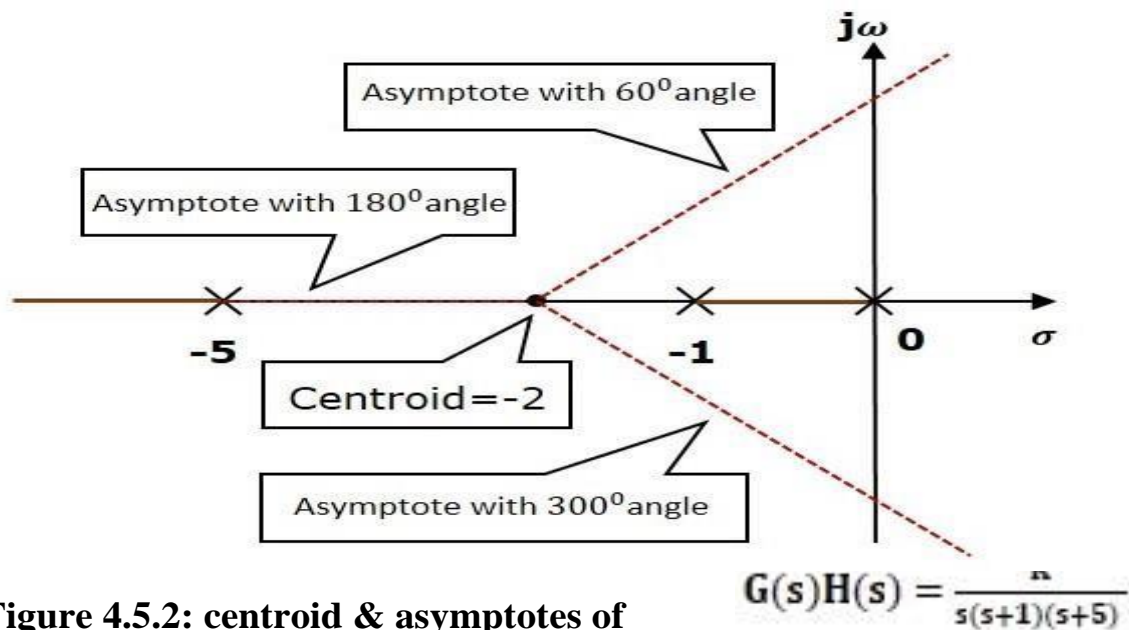 jω
Asymptote with 60⁰angle
Asymptote with 180⁰angle
-5
-1
0
σ
Centroid=-2
Asymptote with 300⁰angle
G(s)H(s) = / s(s+1)(s+5)
igure 4.5.2: centroid & asymptotes of